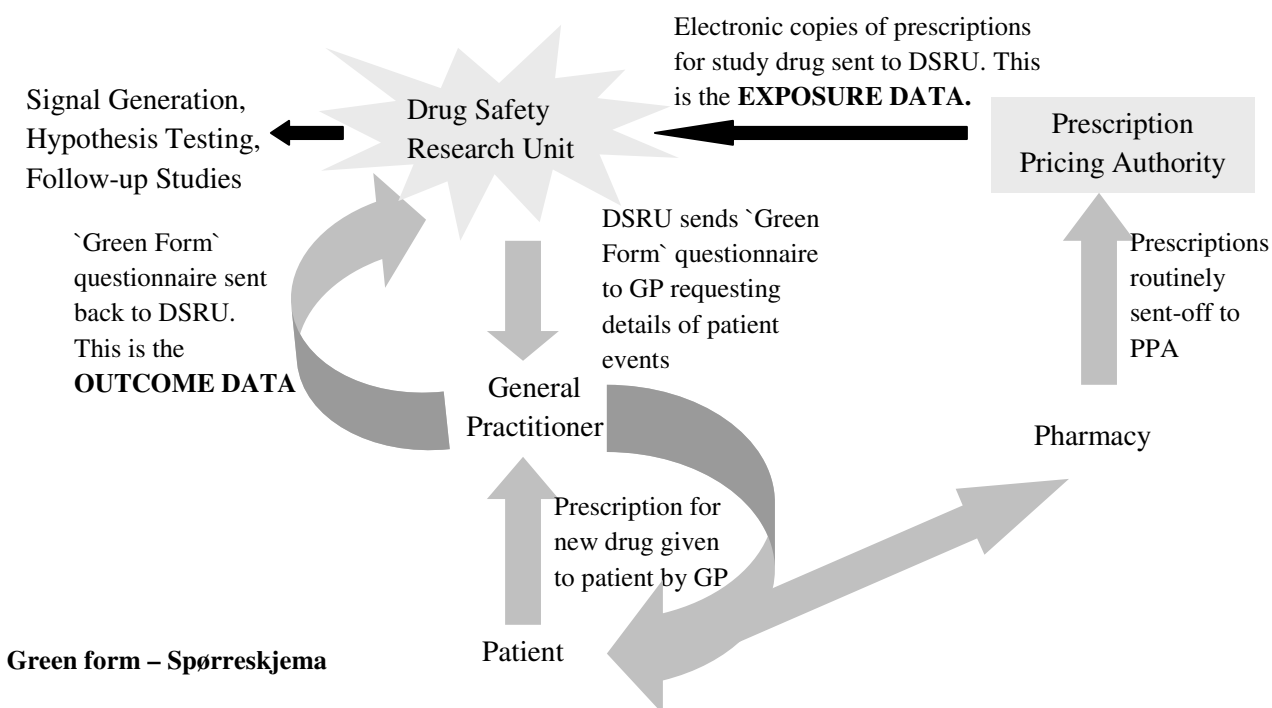 Electronic copies of prescriptions
for study drug sent to DSRU. This
is the EXPOSURE DATA.
Signal Generation,
Hypothesis Testing,
Follow-up Studies
Drug Safety
Research Unit
Prescription
Pricing Authority
`Green Form`
questionnaire sent
back to DSRU.
This is the
OUTCOME DATA
DSRU sends `Green
Form` questionnaire
to GP requesting
details of patient
events
Prescriptions
routinely
sent-off to
PPA
General
Practitioner
Pharmacy
Prescription for
new drug given
to patient by GP
Patient
Green form – Spørreskjema